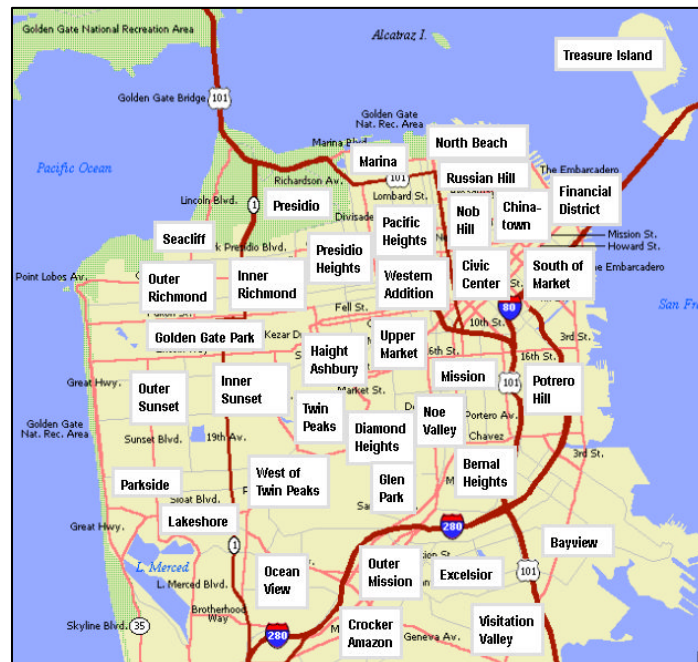 Golden Gate National Recreation Area
Alcatraz I.
Treasure Island
Golden Gate Bridge
101
Golden Gate
Nat. Rec. Area
Pacific Ocean
Marina Blvd.
North Beach
Marina
101
Russian Hill
The Embarcadero
Richardson Av.
Lombard St.
Lincoln Blvd.
1
Presidio
Divisade
Nob
Hill
China-
town
Financial
District
Pacific
Heights
Mission St.
Howard St.
Seacliff
Presidio Blvd.
Presidio
Heights
Civic
Center
South of
Market
he Embarcadero
Point Lobos Av.
Outer
Richmond
Inner
Richmond
Western
Addition
San Fr
80
Fell St.
10th St.
Golden Gate Park
Kezar D
Upper
Market
3rd St.
Haight
Ashbury
16th St.
16th St.
Great Hwy.
Outer
Sunset
Inner
Sunset
Market St.
Mission
101
Potrero
Hill
Golden Gate
Nat. Rec. Area
Twin
Peaks
Noe
Valley
Portero Av.
Sunset Blvd.
19th Av.
Diamond
Heights
Chavez
3rd St.
Parkside
West of
Twin Peaks
Glen
Park
Bernal
Heights
Sloat Blvd.
Lakeshore
Great Hwy.
280
Bayview
1
L. Merced
Ocean
View
Outer
Mission
Excelsior
101
L. Merced Blvd.
Brotherhood
Way
Skyline Blvd.
35
280
Crocker
Amazon
Geneva Av.
Visitation
Valley